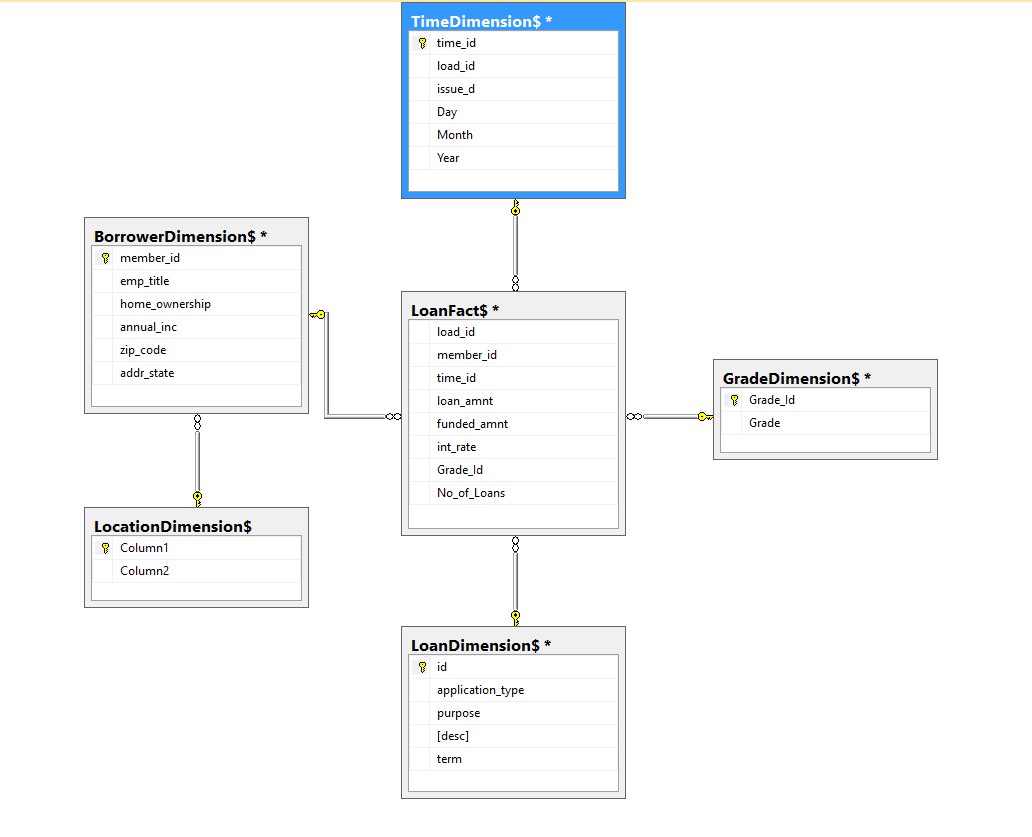 TimeDimension$ *
time_id
load_id
issue_d
Day
Month
Year
BorrowerDimension$ *
member_id
emp_title
home_ownership
annual_inc
zip_code
addr_state
LoanFact$ *
load_id
member_id
time_id
loan_amnt
funded_amnt
int_rate
Grade_Id
No_of_Loans
GradeDimension$ *
Grade_Id
Grade
LocationDimension$
Column1
Column2
LoanDimension$ *
id
application_type
purpose
[desc]
term